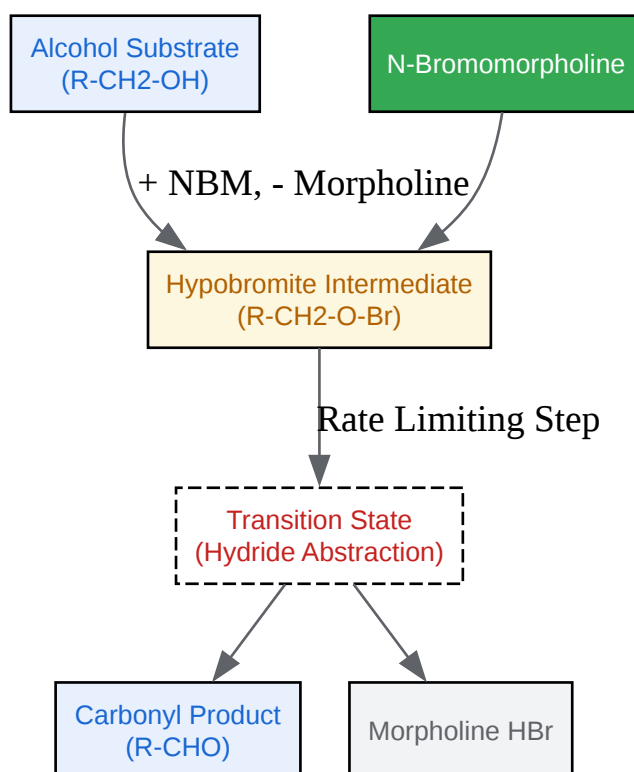 Alcohol Substrate
(R-CH2-OH)
N-Bromomorpholine
+ NBM, - Morpholine
Hypobromite Intermediate
(R-CH2-O-Br)
Rate Limiting Step
Transition State
(Hydride Abstraction)
Carbonyl Product
(R-CHO)
Morpholine HBr